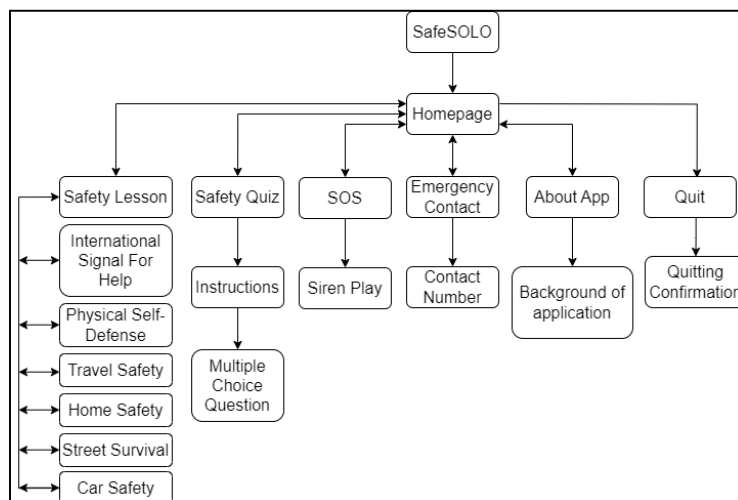 SafeSOLO
Homepage
Safety Lesson
Safety Quiz
SOS
Emergency
Contact
About App
Quit
International
Signal For
Help
Instructions
Siren Play
Contact
Number
Background of
application
Quitting
Confirmation
Physical Self-
Defense
Multiple
Choice
Question
Travel Safety
Home Safety
Street Survival
Car Safety